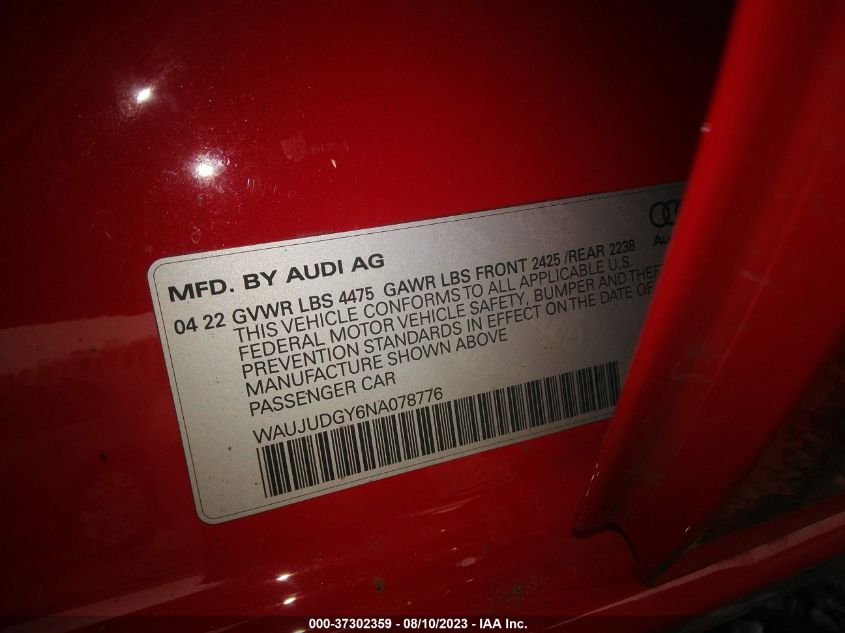 MFD. BY AUDI AG
04 22 GVWR LBS 4475 GAWR LBS FRONT 2425 /REAR 2238
THIS VEHICLE CONFORMS TO ALL APPLICABLE U.S.
FEDERAL MOTOR VEHICLE SAFETY, BUMPER AND THEFT
PREVENTION STANDARDS IN EFFECT ON THE DATE OF
MANUFACTURE SHOWN ABOVE
PASSENGER CAR
WAUJUDGY6NA078776
000-37302359 - 08/10/2023 - IAA Inc.